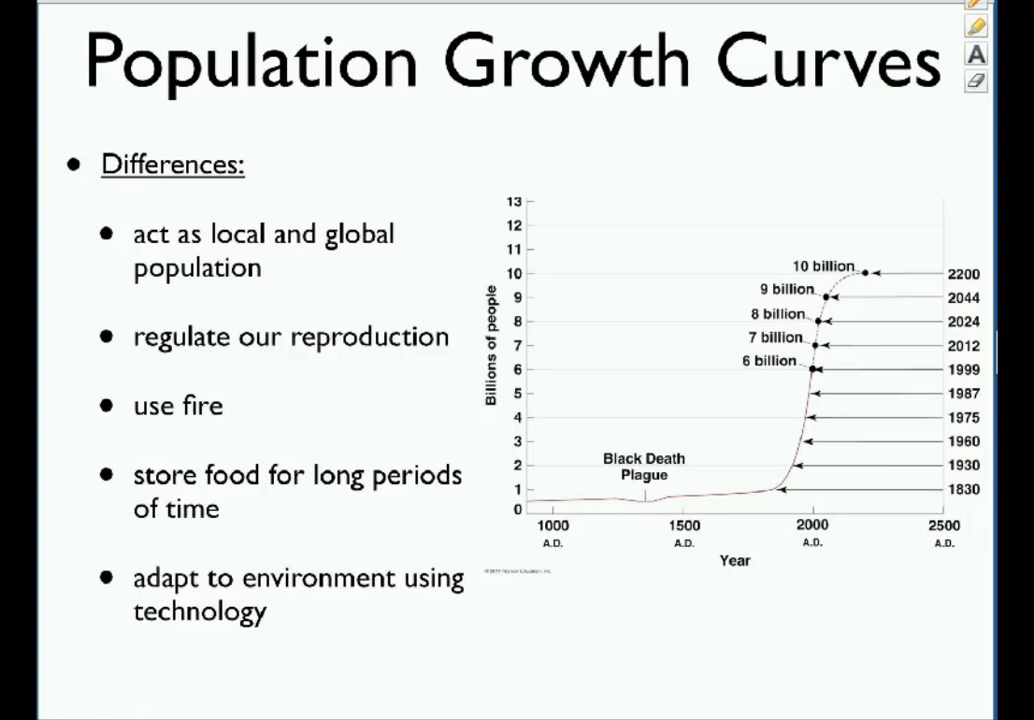 Population Growth Curves
A
• Differences:
• act as local and global
population
• regulate our reproduction
• use fire
• store food for long periods
of time
• adapt to environment using
technology
13
12
11
10
9
8
7
6
5
4
3
2
1
0
Billions of people
10 billion
9 billion
8 billion
7 billion
6 billion
Black Death
Plague
2200
2044
2024
2012
1999
1987
1975
1960
1930
1830
1000 1500 2000 2500
A.D. A.D. A.D. A.D.
Year